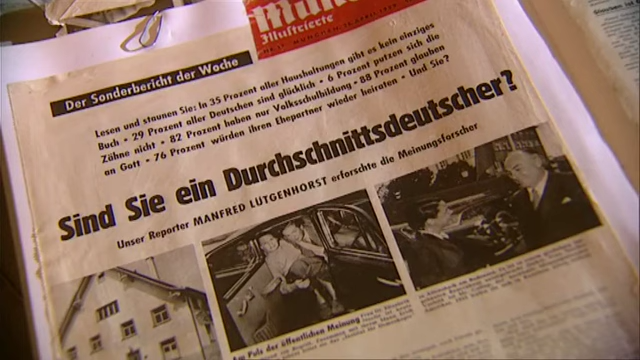 Illustrierte
Der Sonderbericht der Woche
Lesen und staunen Sie: In 35 Prozent aller Haushaltungen gibt es kein einziges
Buch • 29 Prozent aller Deutschen sind glücklich • 6 Prozent putzen sich die
Zähne nicht • 82 Prozent haben nur Volksschulbildung • 88 Prozent glauben
an Gott • 76 Prozent würden ihren Ehepartner wieder heiraten • Und Sie?
Sind Sie ein Durchschnittsdeutscher?
Unser Reporter MANFRED LÜTGENHORST erforschte die Meinungsforscher
Am Puls der öffentlichen Meinung